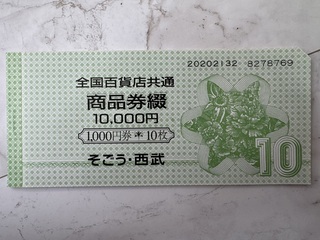 20202132 8278769
全国百貨店共通
商品券綴
10,000円
1,000円券＊10枚
そごう・西武
10